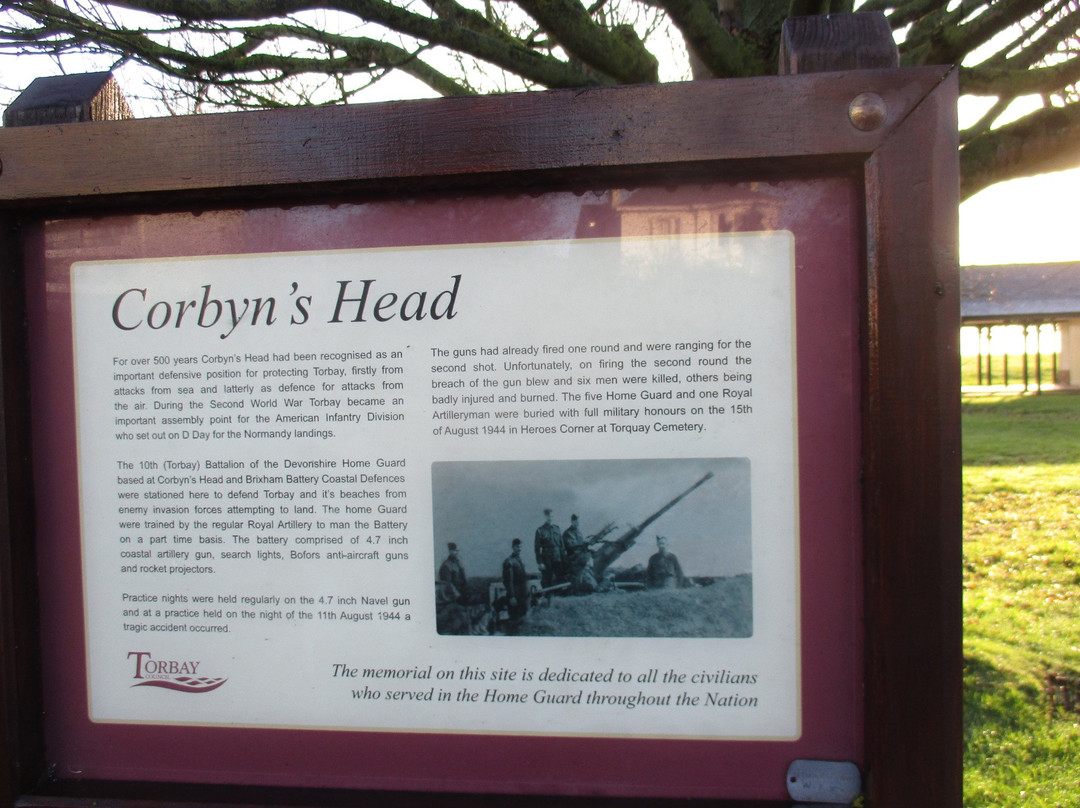 Corbyn's Head
For over 500 years Corbyn's Head had been recognised as an
important defensive position for protecting Torbay, firstly from
attacks from sea and latterly as defence for attacks from
the air. During the Second World War Torbay became an
important assembly point for the American Infantry Division
who set out on D Day for the Normandy landings.
The 10th (Torbay) Battalion of the Devonshire Home Guard
based at Corbyn's Head and Brixham Battery Coastal Defences
were stationed here to defend Torbay and it's beaches from
enemy invasion forces attempting to land. The home Guard
were trained by the regular Royal Artillery to man the Battery
on a part time basis. The battery comprised of 4.7 inch
coastal artillery gun, search lights, Bofors anti-aircraft guns
and rocket projectors.
Practice nights were held regularly on the 4.7 inch Navel gun
and at a practice held on the night of the 11th August 1944 a
tragic accident occurred.
The guns had already fired one round and were ranging for the
second shot. Unfortunately, on firing the second round the
breach of the gun blew and six men were killed, others being
badly injured and burned. The five Home Guard and one Royal
Artilleryman were buried with full military honours on the 15th
of August 1944 in Heroes Corner at Torquay Cemetery.
TORBAY
COUNCIL
The memorial on this site is dedicated to all the civilians
who served in the Home Guard throughout the Nation